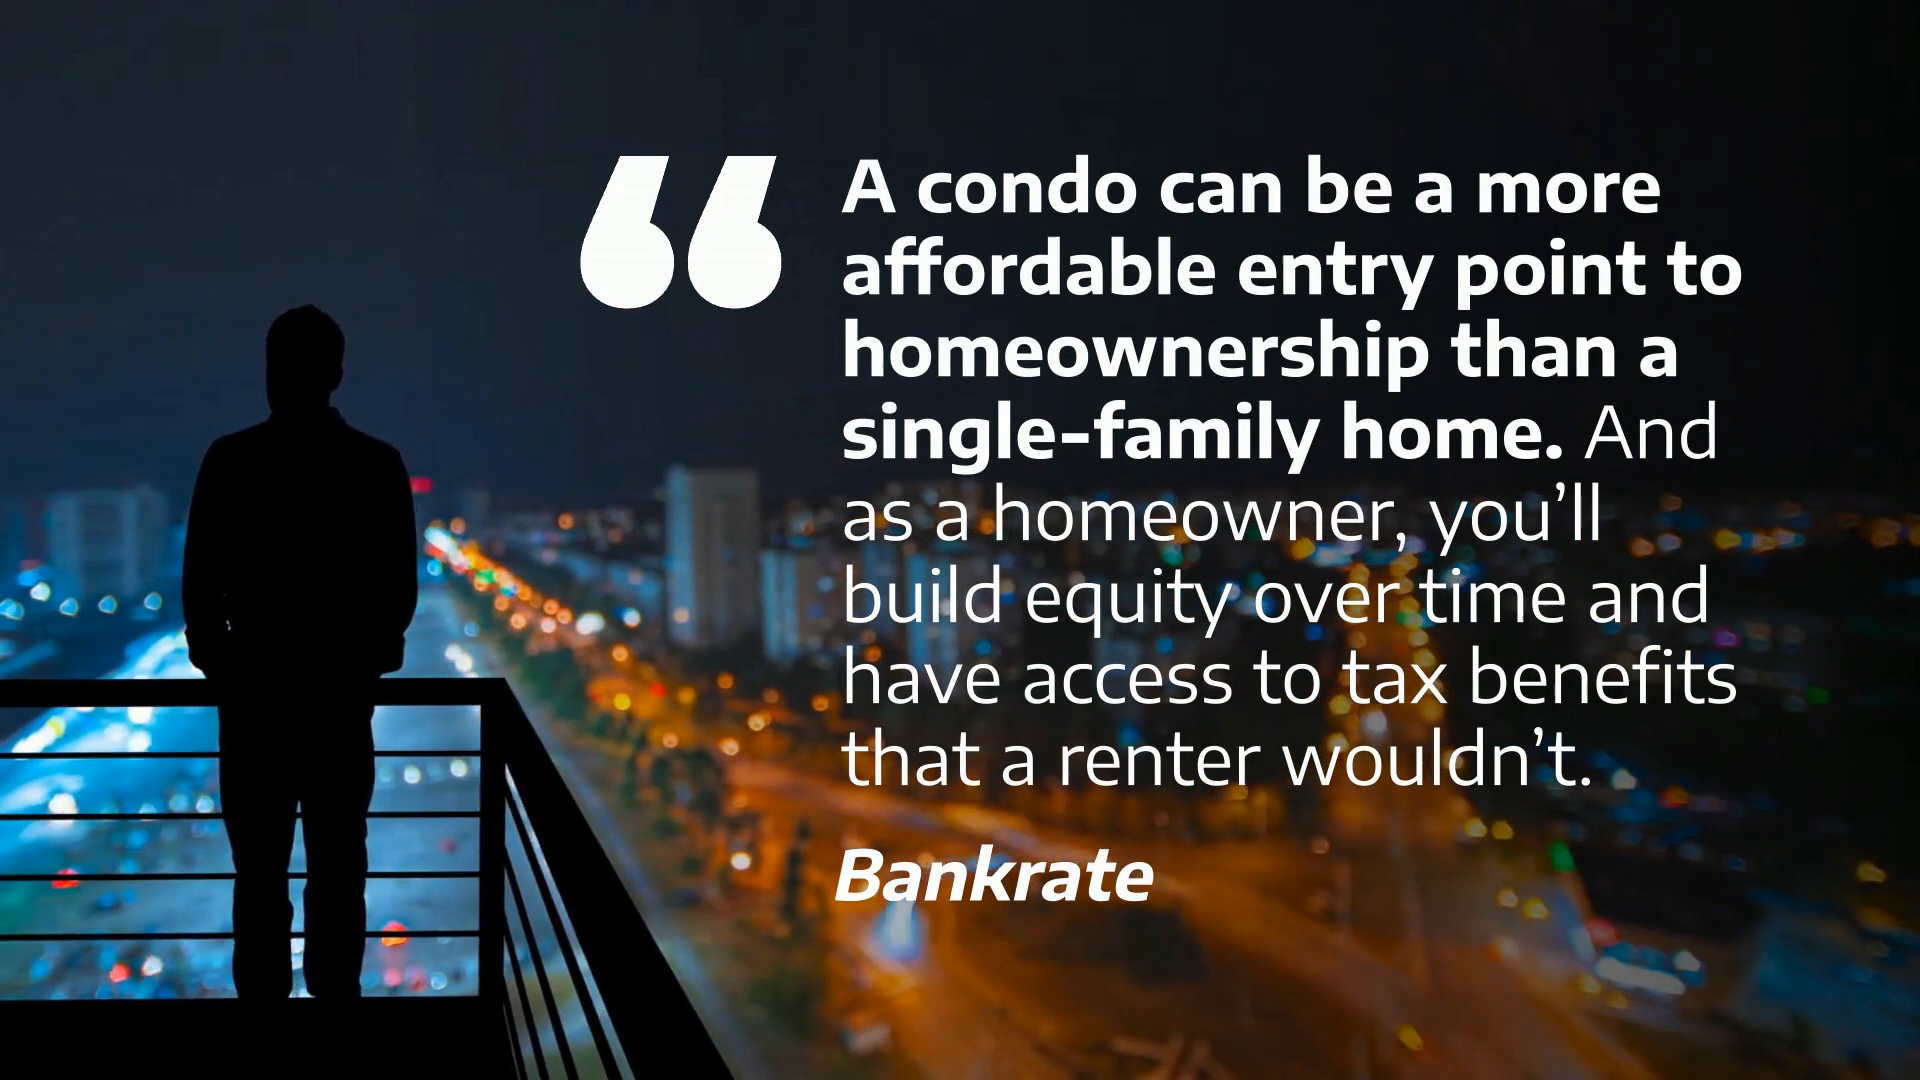 “
A condo can be a more
affordable entry point to
homeownership than a
single-family home. And
as a homeowner, you’ll
build equity over time and
have access to tax benefits
that a renter wouldn’t.
Bankrate